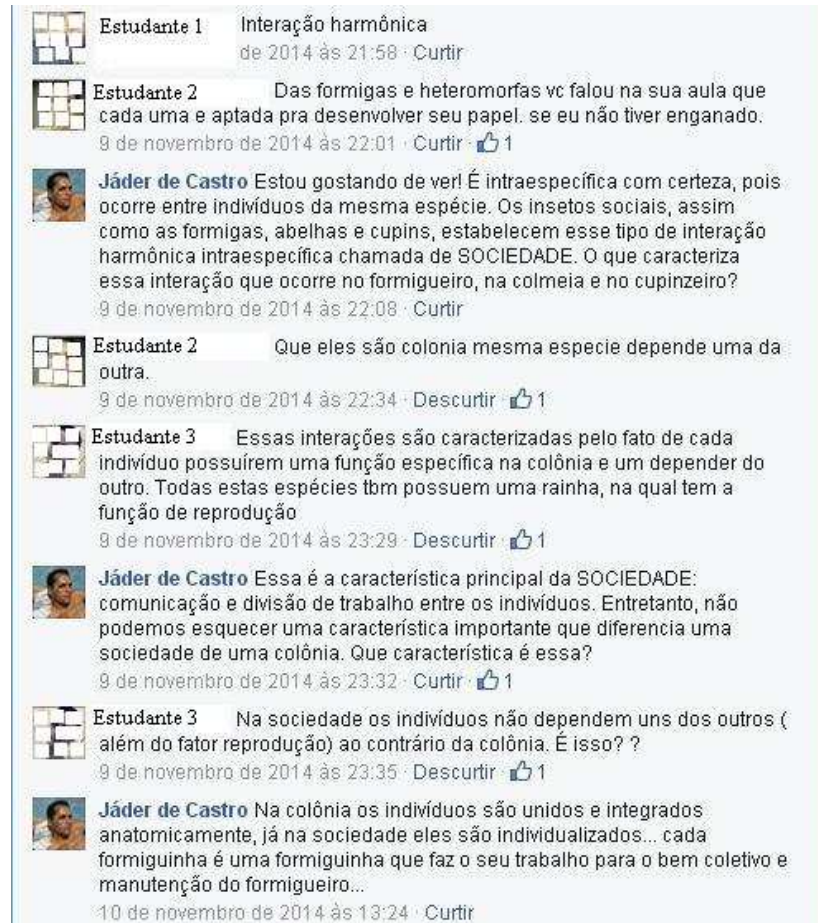 Estudante 1 Interação harmônica
de 2014 às 21:58 · Curtir
Estudante 2 Das formigas e heteromorfas vc falou na sua aula que
cada uma e aptada pra desenvolver seu papel. se eu não tiver enganado.
9 de novembro de 2014 às 22:01 · Curtir · 1
Jáder de Castro Estou gostando de ver! É intraespecífica com certeza, pois
ocorre entre indivíduos da mesma espécie. Os insetos sociais, assim
como as formigas, abelhas e cupins, estabelecem esse tipo de interação
harmônica intraespecífica chamada de SOCIEDADE. O que caracteriza
essa interação que ocorre no formigueiro, na colmeia e no cupinzeiro?
9 de novembro de 2014 às 22:08 · Curtir
Estudante 2 Que eles são colonia mesma especie depende uma da
outra.
9 de novembro de 2014 às 22:34 · Descurtir · 1
Estudante 3 Essas interações são caracterizadas pelo fato de cada
indivíduo possuírem uma função específica na colônia e um depender do
outro. Todas estas espécies tbm possuem uma rainha, na qual tem a
função de reprodução
9 de novembro de 2014 às 23:29 · Descurtir · 1
Jáder de Castro Essa é a característica principal da SOCIEDADE:
comunicação e divisão de trabalho entre os indivíduos. Entretanto, não
podemos esquecer uma característica importante que diferencia uma
sociedade de uma colônia. Que característica é essa?
9 de novembro de 2014 às 23:32 · Curtir · 1
Estudante 3 Na sociedade os indivíduos não dependem uns dos outros (
além do fator reprodução) ao contrário da colônia. É isso? ?
9 de novembro de 2014 às 23:35 · Descurtir · 1
Jáder de Castro Na colônia os indivíduos são unidos e integrados
anatomicamente, já na sociedade eles são individualizados... cada
formiguinha é uma formiguinha que faz o seu trabalho para o bem coletivo e
manutenção do formigueiro...
10 de novembro de 2014 às 13:24 · Curtir